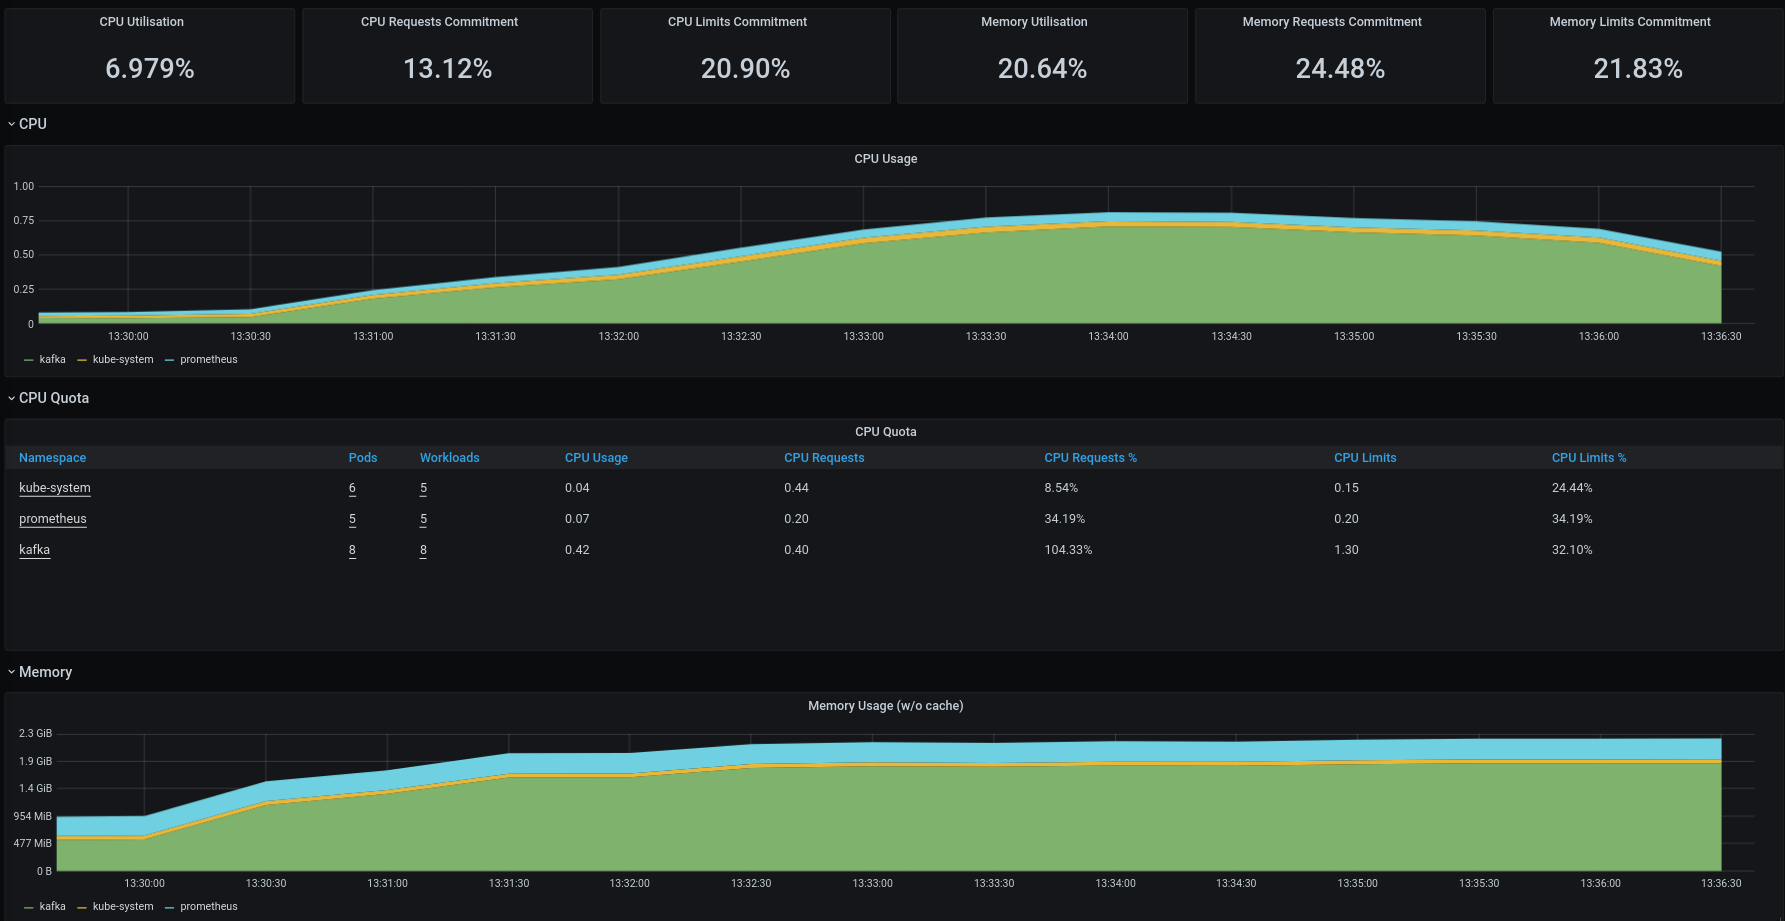 CPU Utilisation CPU Requests Commitment CPU Limits Commitment Memory Utilisation Memory Requests Commitment Memory Limits Commitment
6.979% 13.12% 20.90% 20.64% 24.48% 21.83%
CPU
CPU Usage
1.00
0.75
0.50
0.25
0
13:30:00 13:30:30 13:31:00 13:31:30 13:32:00 13:32:30 13:33:00 13:33:30 13:34:00 13:34:30 13:35:00 13:35:30 13:36:00 13:36:30
kafka kube-system prometheus
CPU Quota
CPU Quota
Namespace Pods Workloads CPU Usage CPU Requests CPU Requests % CPU Limits CPU Limits %
kube-system 6 5 0.04 0.44 8.54% 0.15 24.44%
prometheus 5 5 0.07 0.20 34.19% 0.20 34.19%
kafka 8 8 0.42 0.40 104.33% 1.30 32.10%
Memory
Memory Usage (w/o cache)
2.3 GiB
1.9 GiB
1.4 GiB
954 MiB
477 MiB
0 B
13:30:00 13:30:30 13:31:00 13:31:30 13:32:00 13:32:30 13:33:00 13:33:30 13:34:00 13:34:30 13:35:00 13:35:30 13:36:00 13:36:30
kafka kube-system prometheus